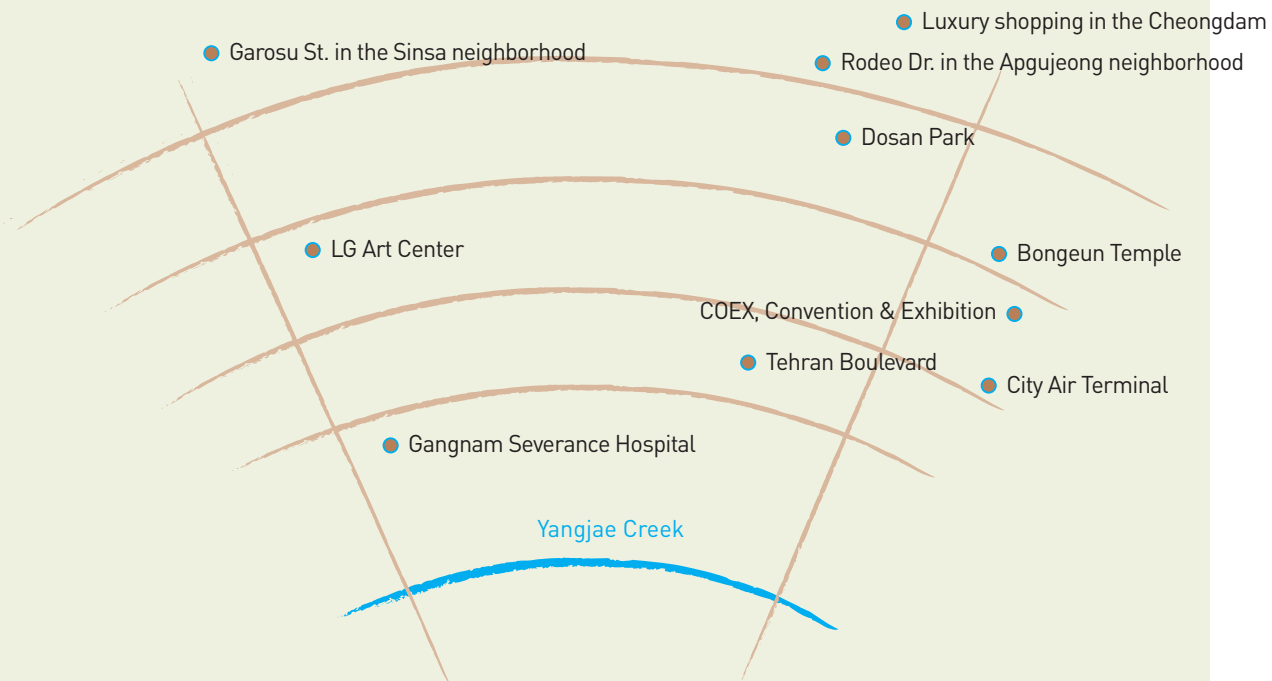 Luxury shopping in the Cheongdam
Garosu St. in the Sinsa neighborhood
Rodeo Dr. in the Apgujeong neighborhood
Dosan Park
LG Art Center
Bongeun Temple
COEX, Convention & Exhibition
Tehran Boulevard
City Air Terminal
Gangnam Severance Hospital
Yangjae Creek